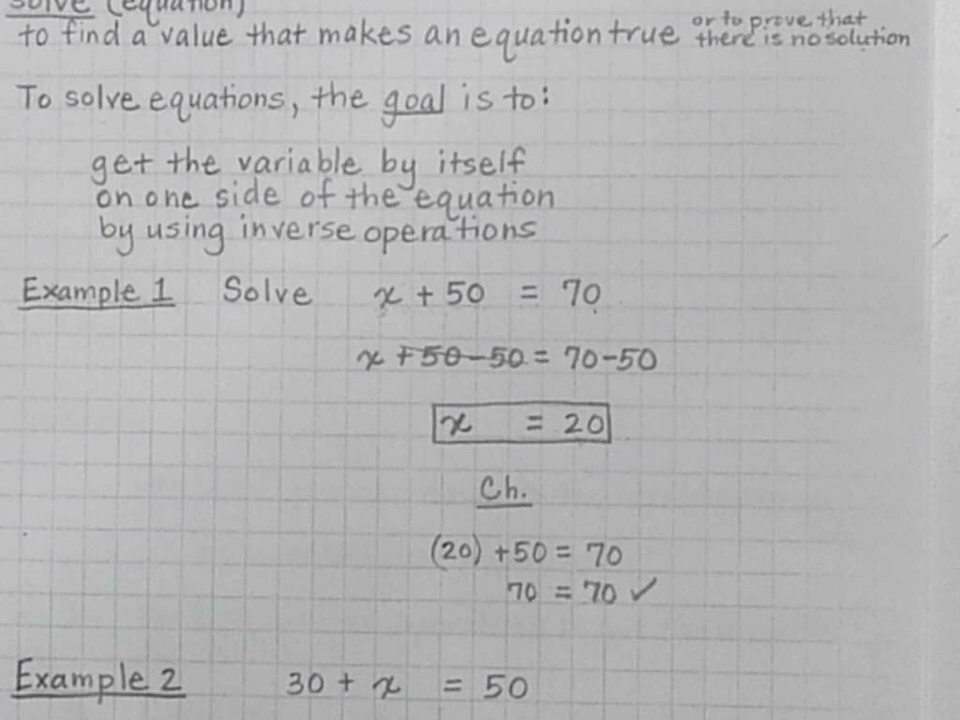 solve (equation)
to find a value that makes an equation true or to prove that there is no solution
To solve equations, the goal is to:
get the variable by itself
on one side of the equation
by using inverse operations
Example 1 Solve x + 50 = 70
x + 50 - 50 = 70 - 50
x = 20
Ch.
(20) + 50 = 70
70 = 70 ✓
Example 2 30 + x = 50